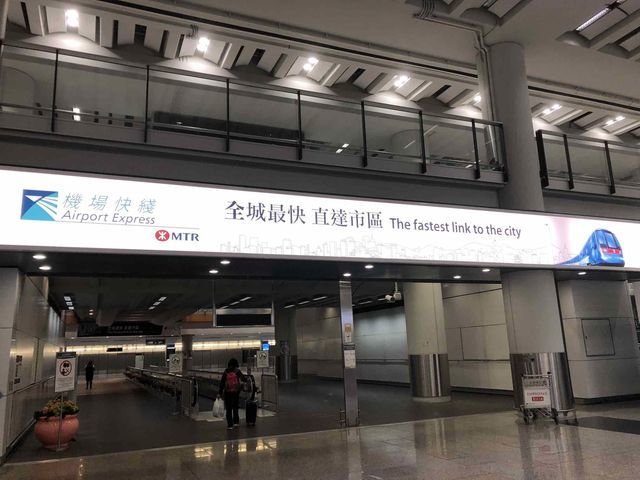 機場快綫
Airport Express
MTR
全城最快 直達市區 The fastest link to the city